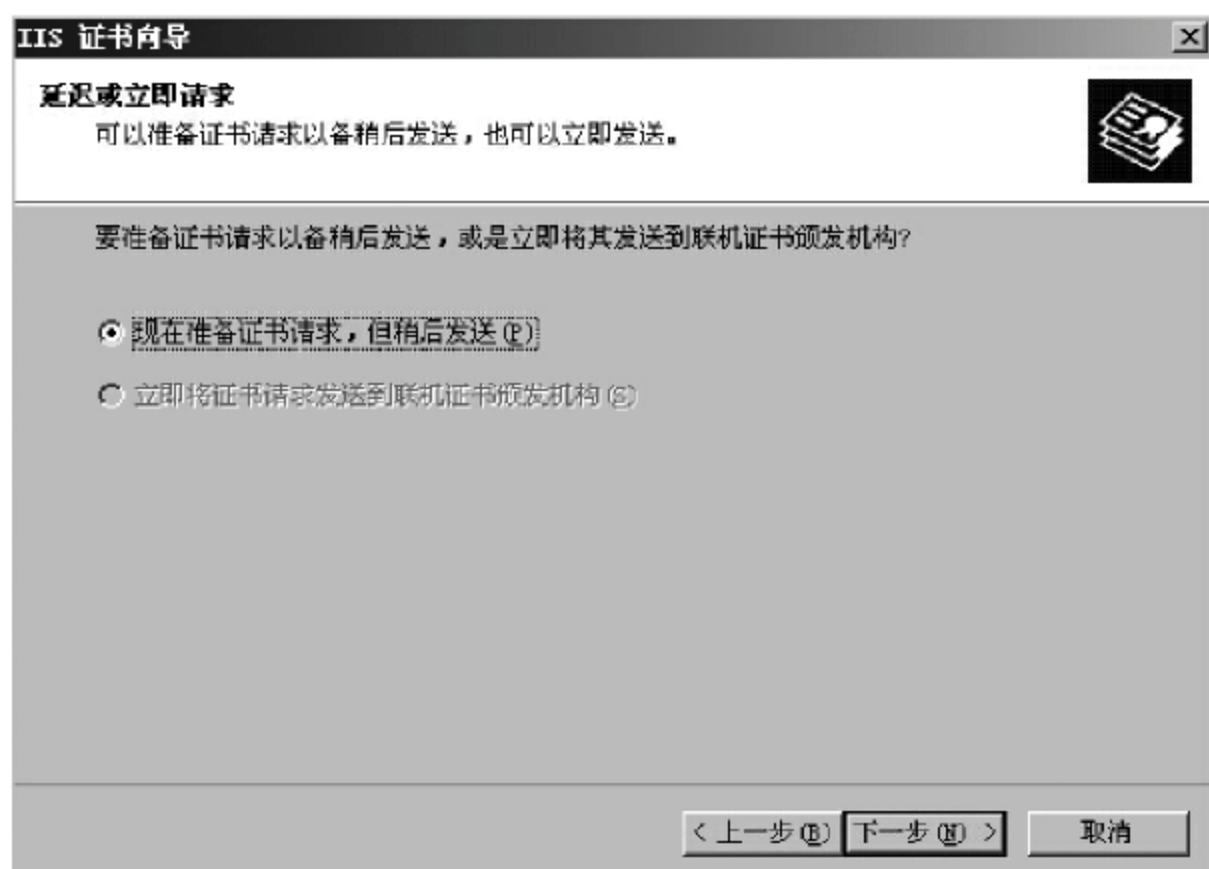 IIS 证书向导
延迟或立即请求
可以准备证书请求以备稍后发送，也可以立即发送。
要准备证书请求以备稍后发送，或是立即将其发送到联机证书颁发机构?
现在准备证书请求，但稍后发送(P)
立即将证书请求发送到联机证书颁发机构(S)
< 上一步(B) 下一步(N) > 取消